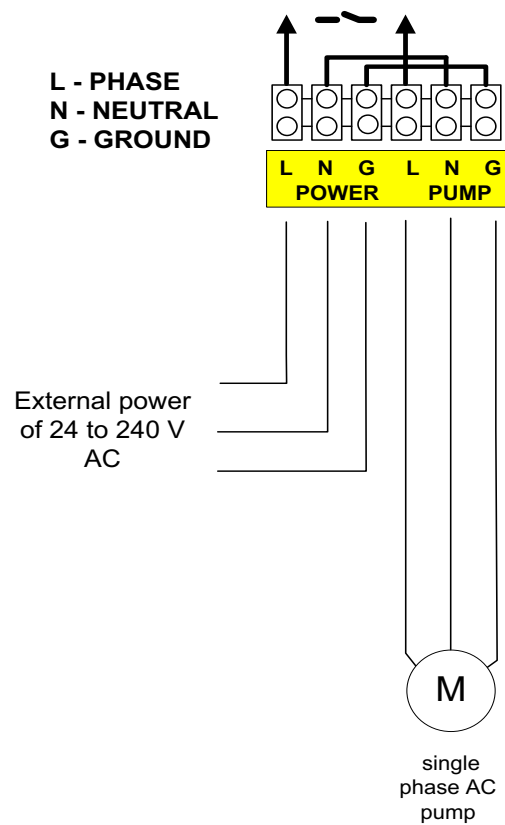 L - PHASE
N - NEUTRAL
G - GROUND
L N G L N G
POWER PUMP
External power
of 24 to 240 V
AC
M
single
phase AC
pump